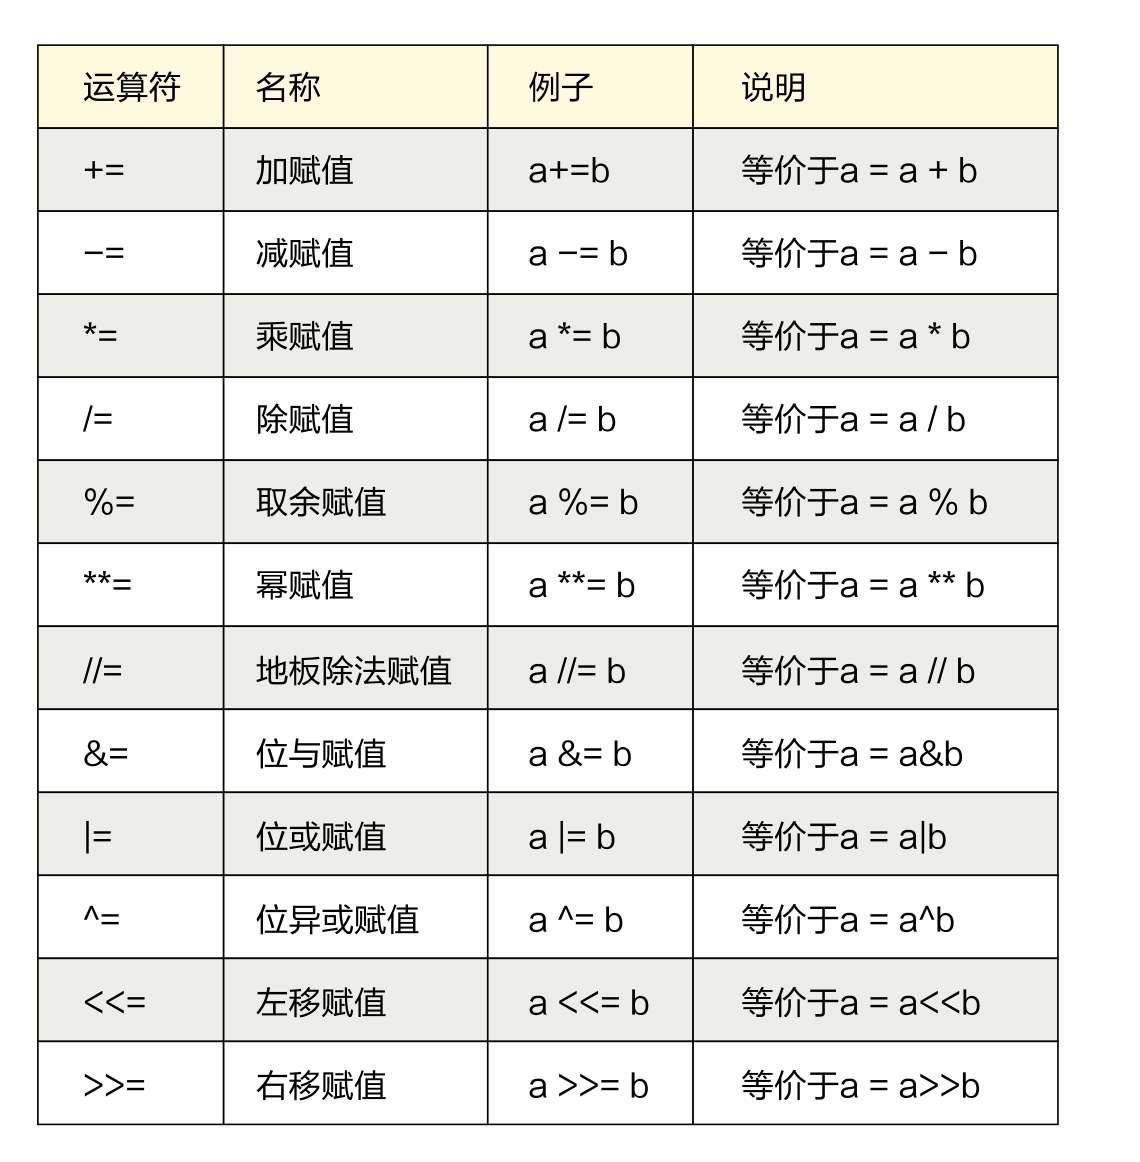 运算符 名称 例子 说明
+= 加赋值 a+=b 等价于a = a + b
−= 减赋值 a −= b 等价于a = a − b
*= 乘赋值 a *= b 等价于a = a * b
/= 除赋值 a /= b 等价于a = a / b
%= 取余赋值 a %= b 等价于a = a % b
**= 幂赋值 a **= b 等价于a = a ** b
//= 地板除法赋值 a //= b 等价于a = a // b
&= 位与赋值 a &= b 等价于a = a&b
|= 位或赋值 a |= b 等价于a = a|b
^= 位异或赋值 a ^= b 等价于a = a^b
<<= 左移赋值 a <<= b 等价于a = a<<b
>>= 右移赋值 a >>= b 等价于a = a>>b